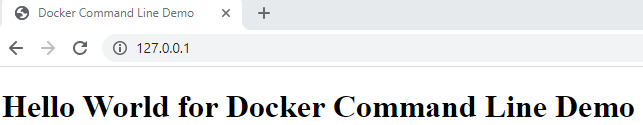 Docker Command Line Demo
127.0.0.1
Hello World for Docker Command Line Demo